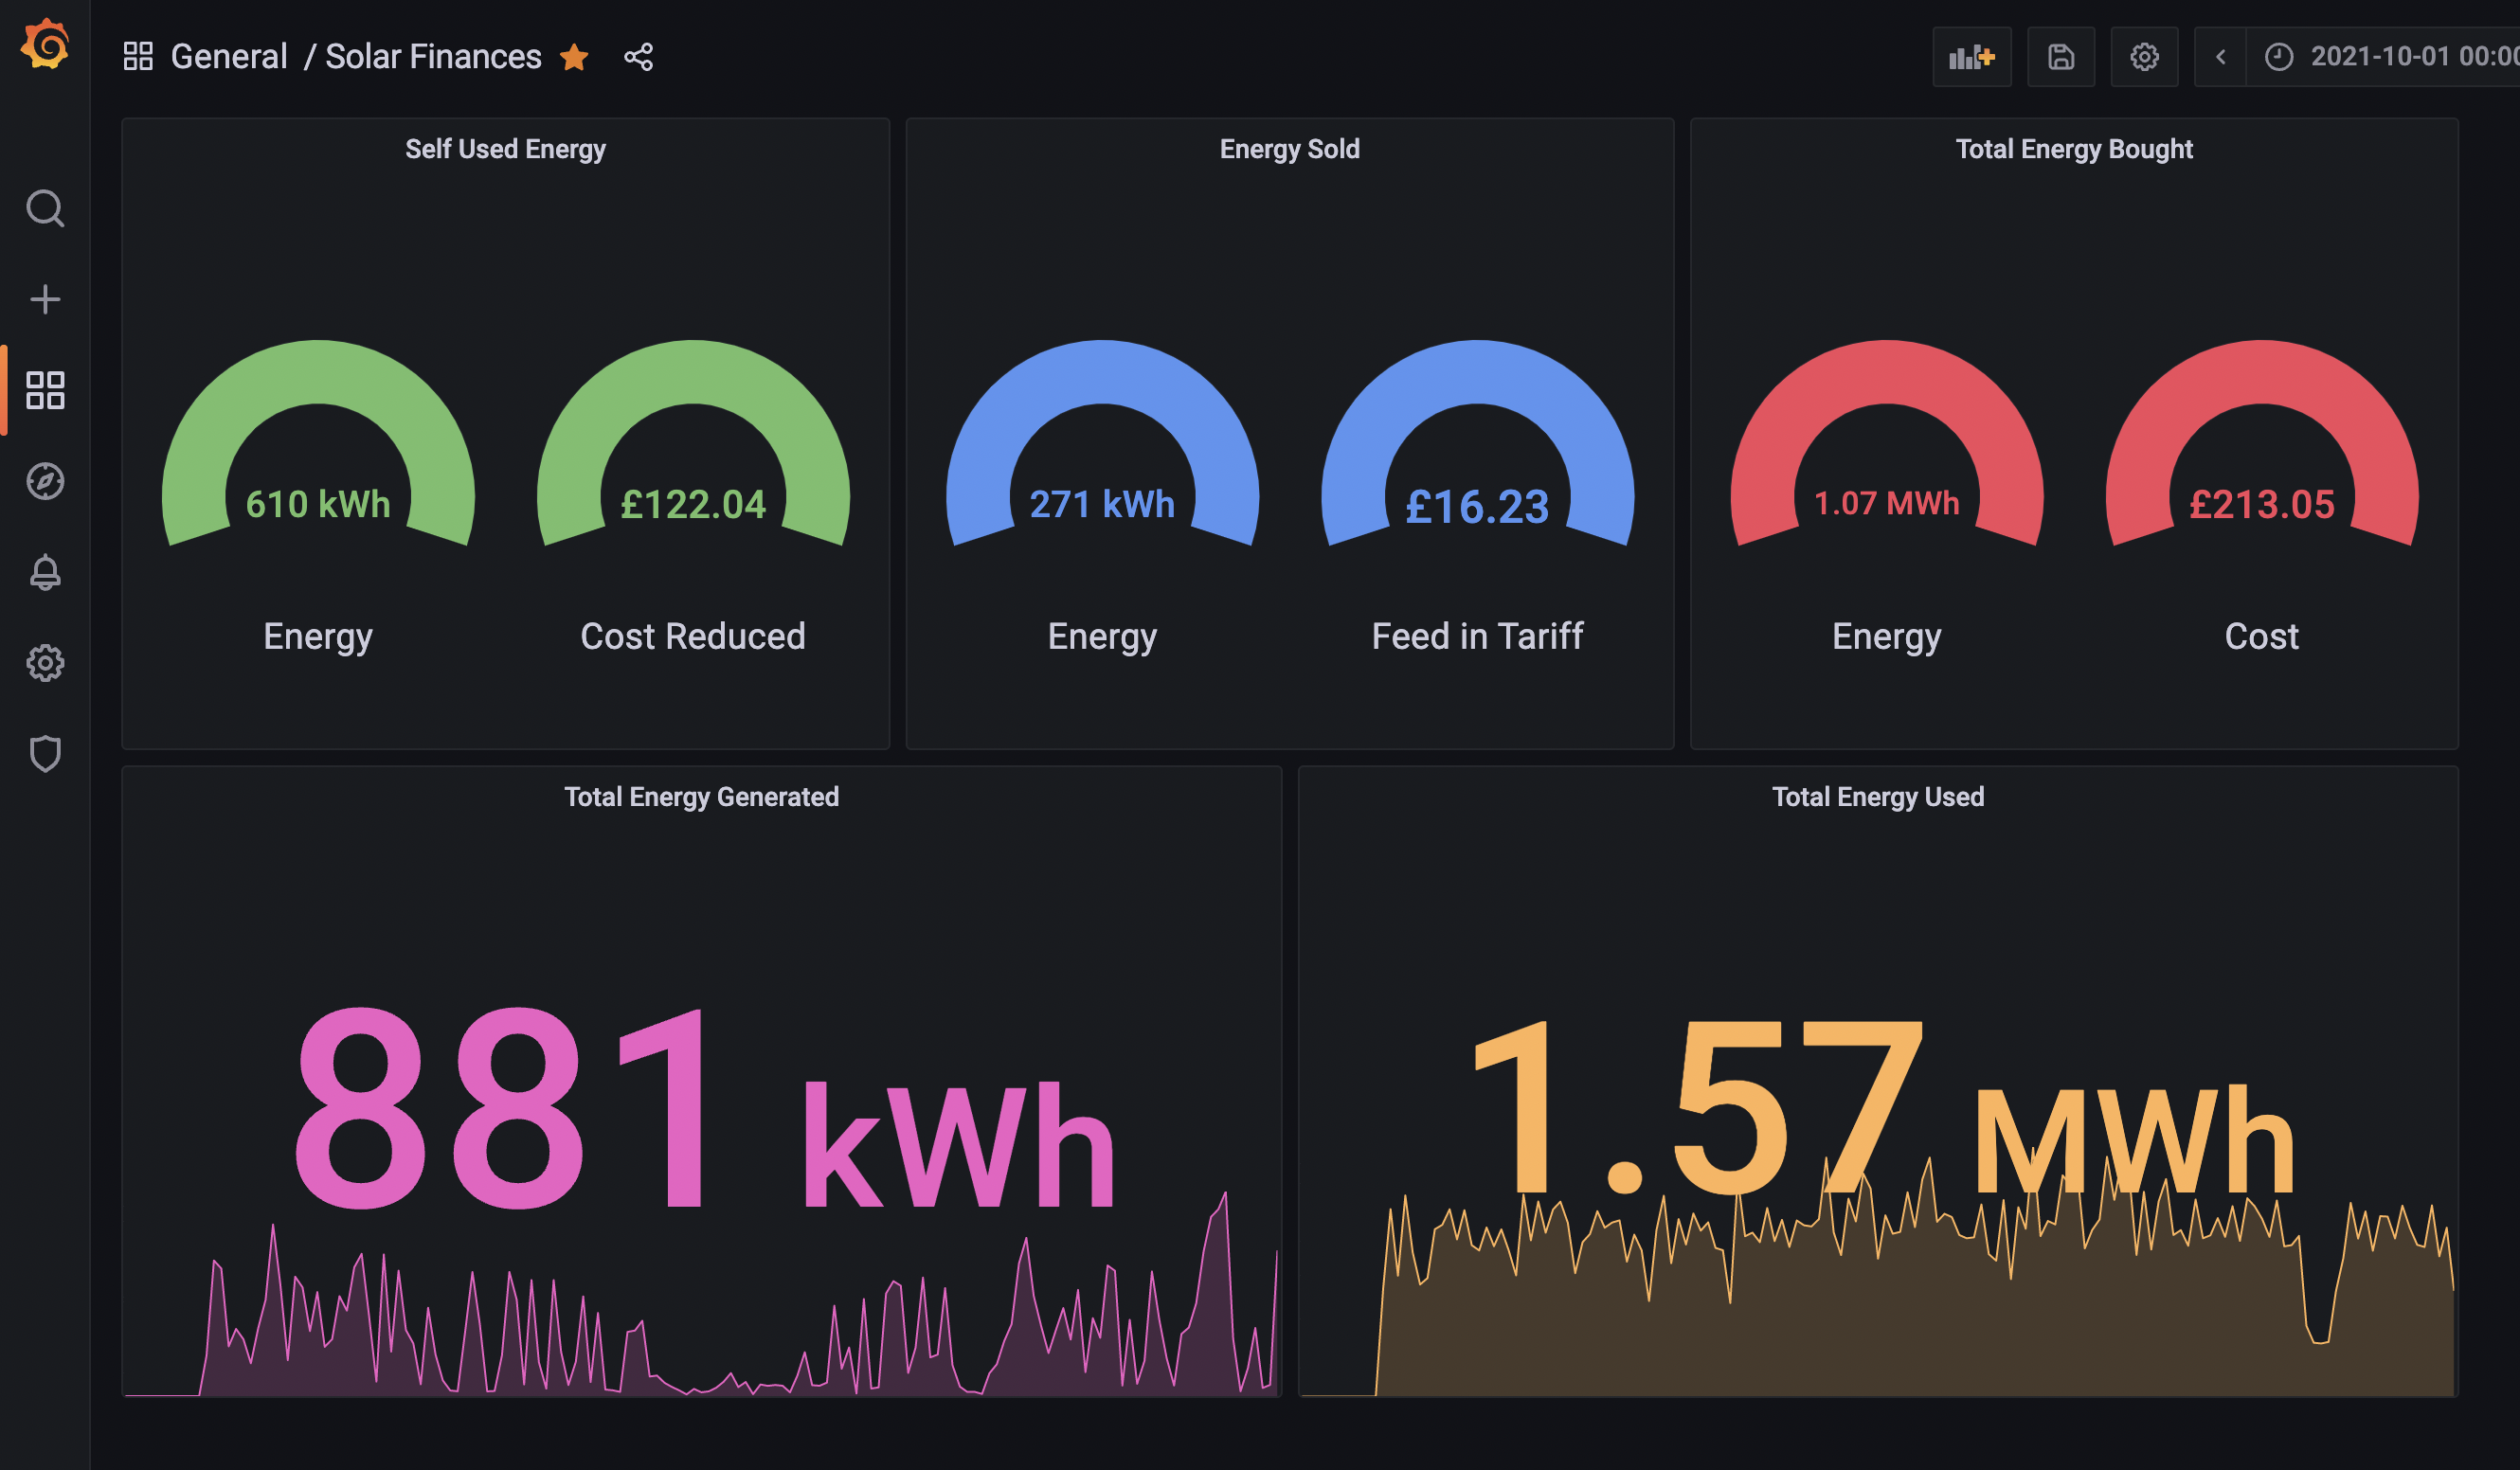 General / Solar Finances
2021-10-01 00:00
Self Used Energy
Energy Sold
Total Energy Bought
610 kWh
£122.04
271 kWh
£16.23
1.07 MWh
£213.05
Energy
Cost Reduced
Energy
Feed in Tariff
Energy
Cost
Total Energy Generated
Total Energy Used
881 kWh
1.57 MWh